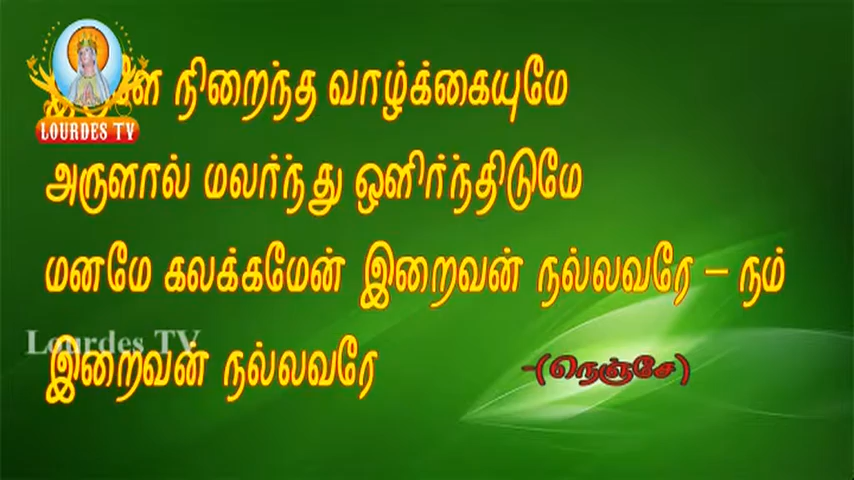 நிறைந்த வாழ்க்கையுமே
LOURDES TV
அருளால் மலர்ந்து ஒளிர்ந்திடுமே
மனமே கலக்கமேன் இறைவன் நல்லவரே – நம்
Lourdes TV
இறைவன் நல்லவரே -(நெஞ்சே)